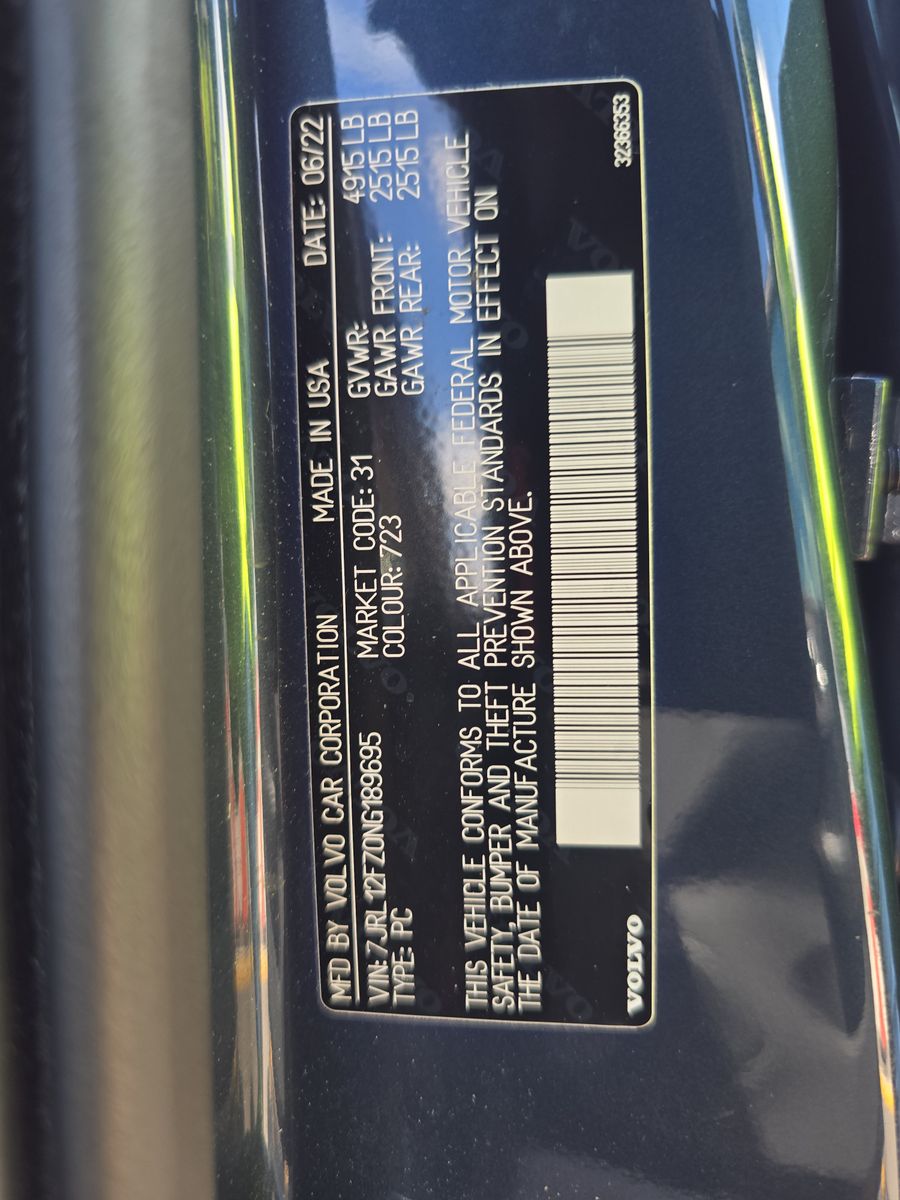 MFD BY VOLVO CAR CORPORATION MADE IN USA DATE: 06/22
VIN: 7JRL12FZ0NG189695 MARKET CODE: 31 GVWR: 4915 LB
TYPE: PC COLOUR: 723 GAWR FRONT: 2515 LB
GAWR REAR: 2515 LB
THIS VEHICLE CONFORMS TO ALL APPLICABLE FEDERAL MOTOR VEHICLE
SAFETY, BUMPER AND THEFT PREVENTION STANDARDS IN EFFECT ON
THE DATE OF MANUFACTURE SHOWN ABOVE.
VOLVO 32366353